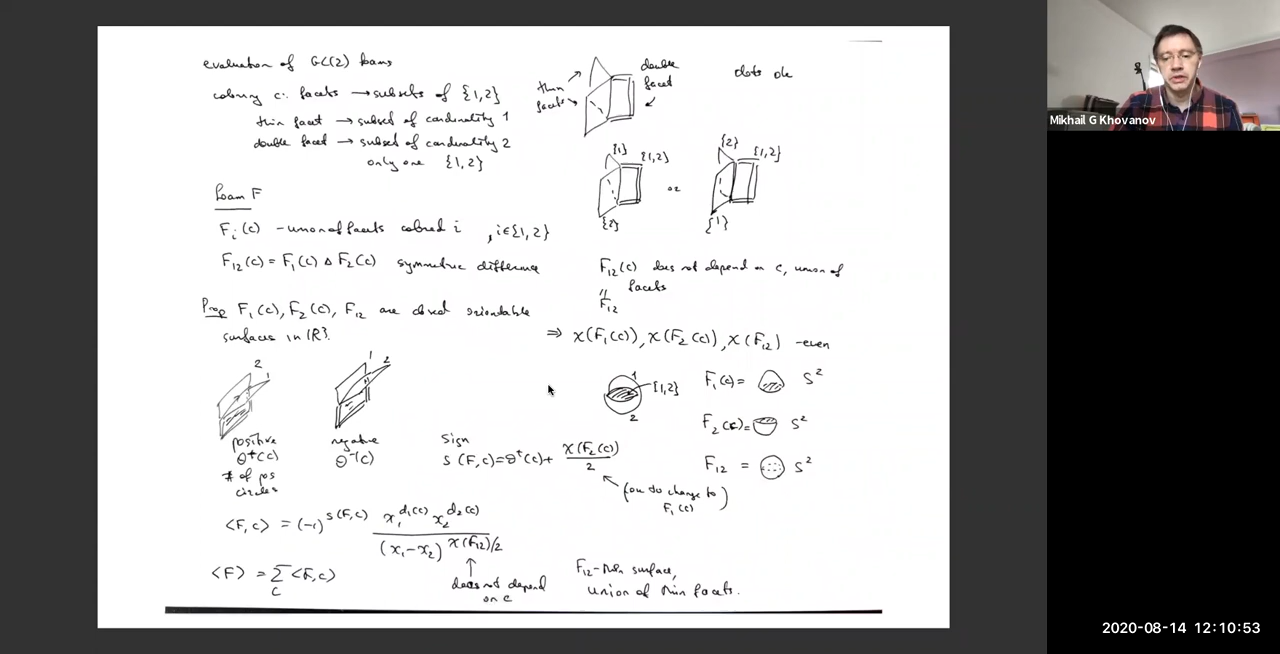 evaluation of GL(2) foams
coloring c: facets → subsets of {1,2}
thin facet → subset of cardinality 1
double facet → subset of cardinality 2
only one {1,2}
thin facets
double facet
dots ok
{1} {1,2} {2}
or
{2} {1,2} {1}
Foam F
F_i(c) - union of facets colored i, i∈{1,2}
F_12(c) = F_1(c) Δ F_2(c) symmetric difference
F_12(c) does not depend on c, union of
facets
=
F_12
Prop F_1(c), F_2(c), F_12 are closed orientable
surfaces in ℝ^3.
⇒ χ(F_1(c)), χ(F_2(c)), χ(F_12) - even
2 1
positive
θ^+(c)
# of pos
circles
1 2
negative
θ^-(c)
1 {1,2} 2
F_1(c) = S^2
F_2(c) = S^2
F_12 = S^2
Sign
s(F,c) = θ^+(c) + χ(F_2(c))/2
(can do change to
F_1(c))
<F,c> = (-1)^{s(F,c)} x_1^{d_1(c)} x_2^{d_2(c)} / (x_1-x_2)^{χ(F_12)/2}
does not depend
on c
<F> = Σ_c <F,c>
F_12 - thin surface,
union of thin facets.
Mikhail G Khovanov
2020-08-14 12:10:53